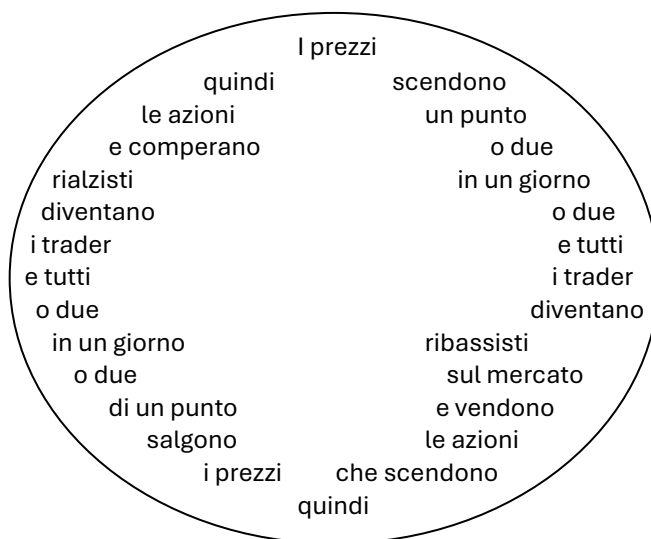 I prezzi
scendono
un punto
o due
in un giorno
o due
e tutti
i trader
diventano
ribassisti
sul mercato
e vendono
le azioni
che scendono
quindi
i prezzi
salgono
di un punto
o due
in un giorno
o due
e tutti
i trader
diventano
rialzisti
e comperano
le azioni
quindi